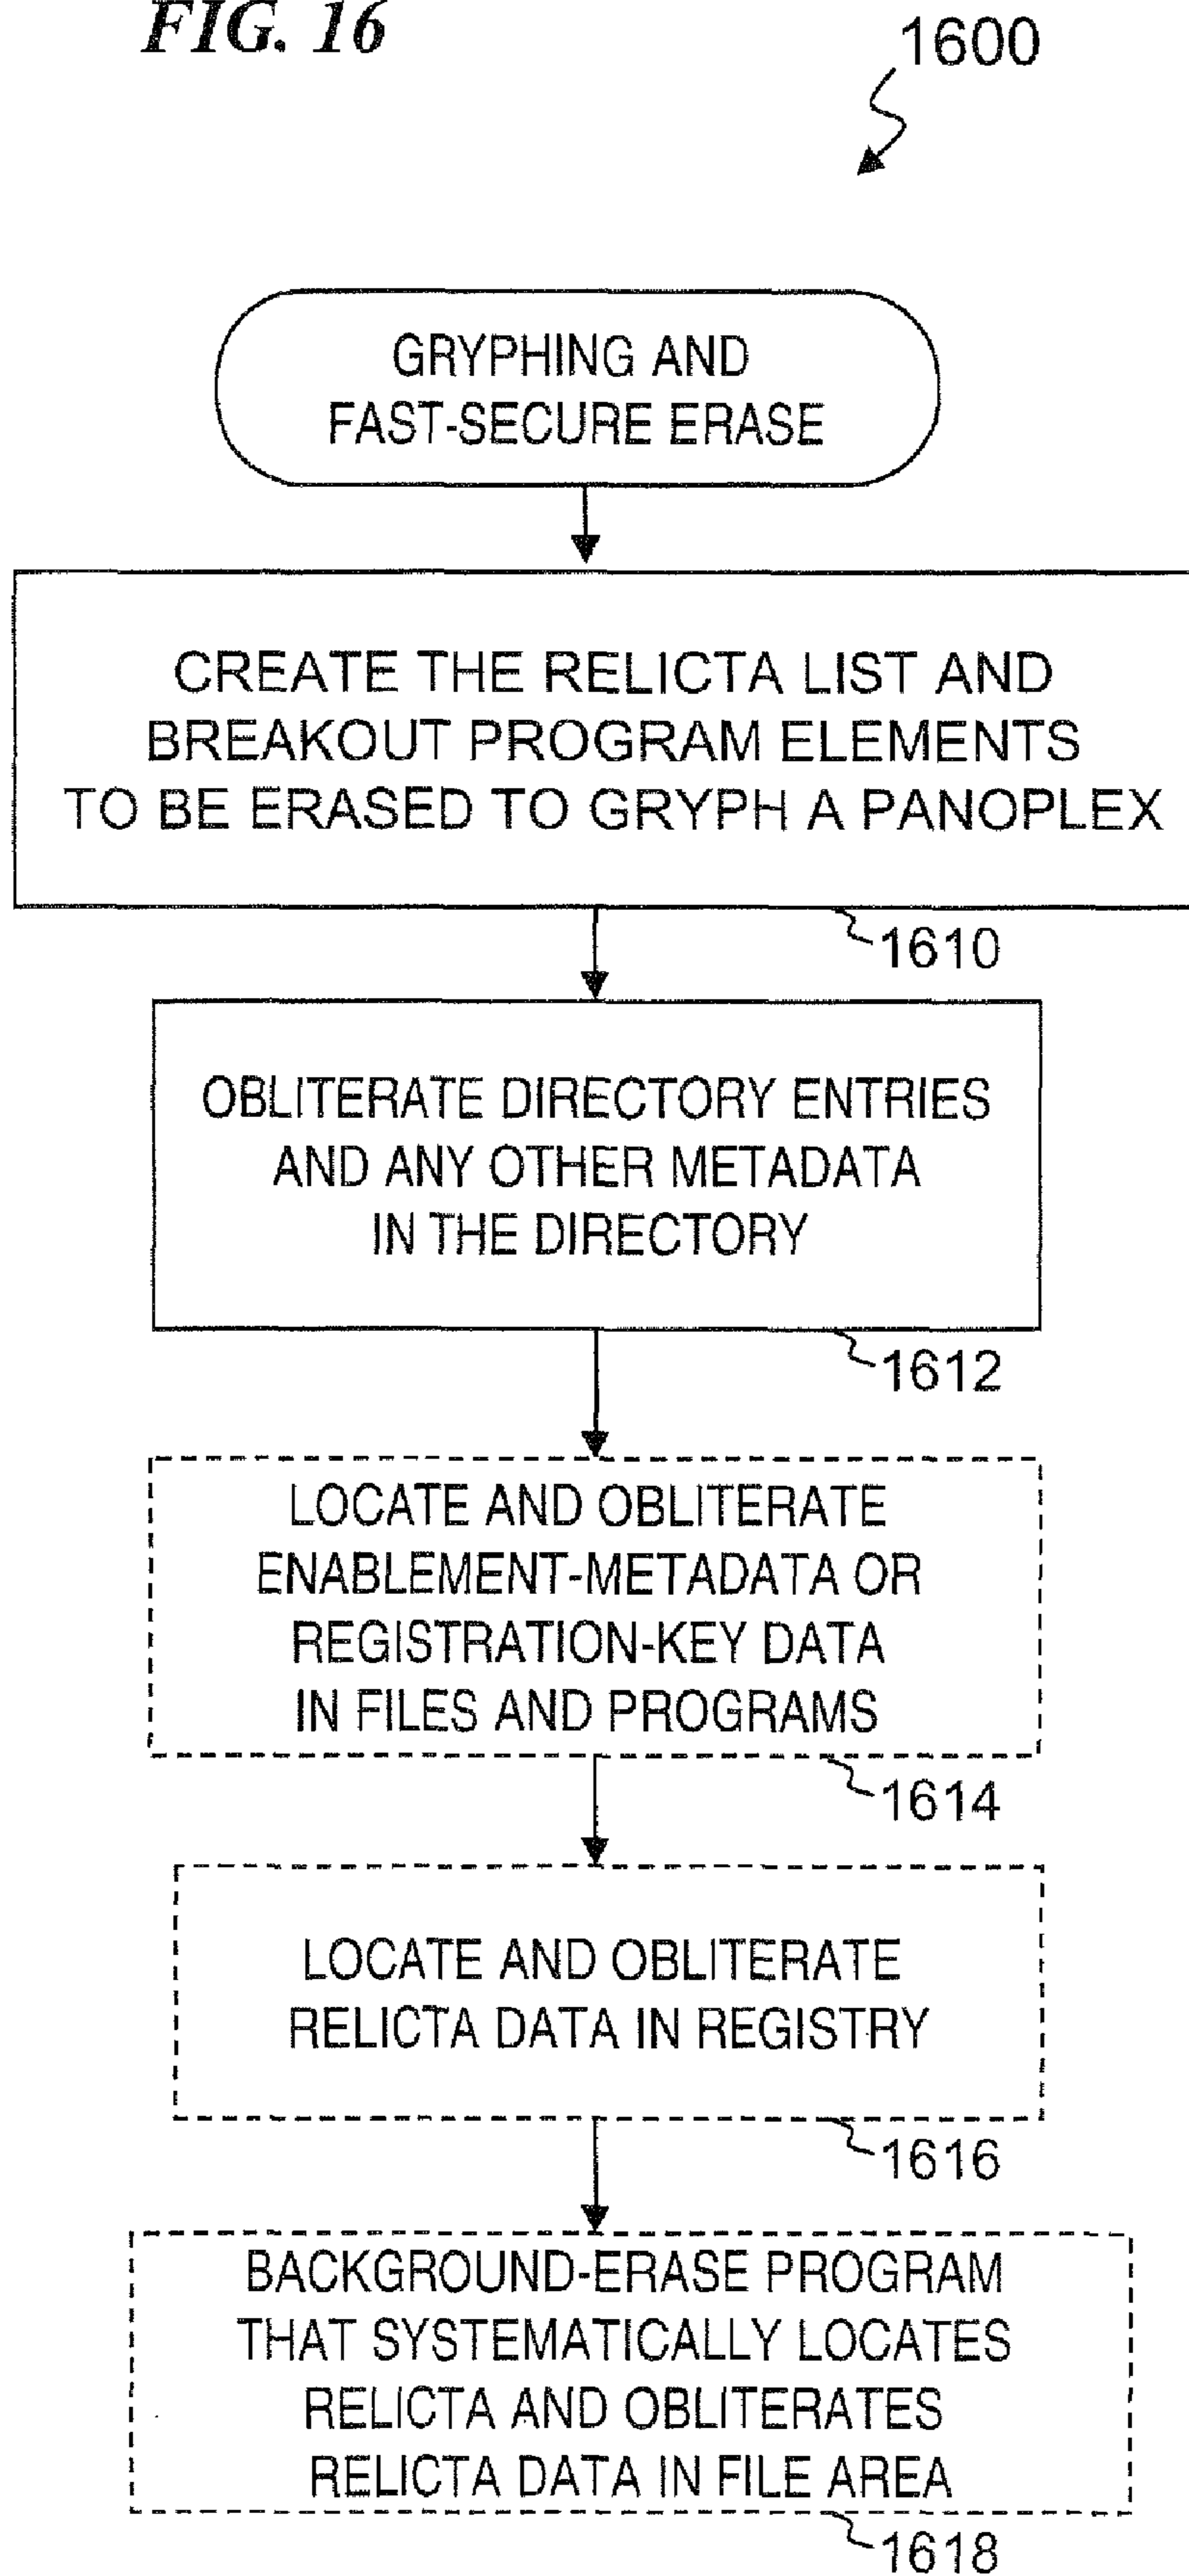 FIG. 16
1600
GRYPHING AND
FAST-SECURE ERASE
CREATE THE RELICTA LIST AND
BREAKOUT PROGRAM ELEMENTS
TO BE ERASED TO GRYPH A PANOPLEX
1610
OBLITERATE DIRECTORY ENTRIES
AND ANY OTHER METADATA
IN THE DIRECTORY
1612
LOCATE AND OBLITERATE
ENABLEMENT-METADATA OR
REGISTRATION-KEY DATA
IN FILES AND PROGRAMS
1614
LOCATE AND OBLITERATE
RELICTA DATA IN REGISTRY
1616
BACKGROUND-ERASE PROGRAM
THAT SYSTEMATICALLY LOCATES
RELICTA AND OBLITERATES
RELICTA DATA IN FILE AREA
1618